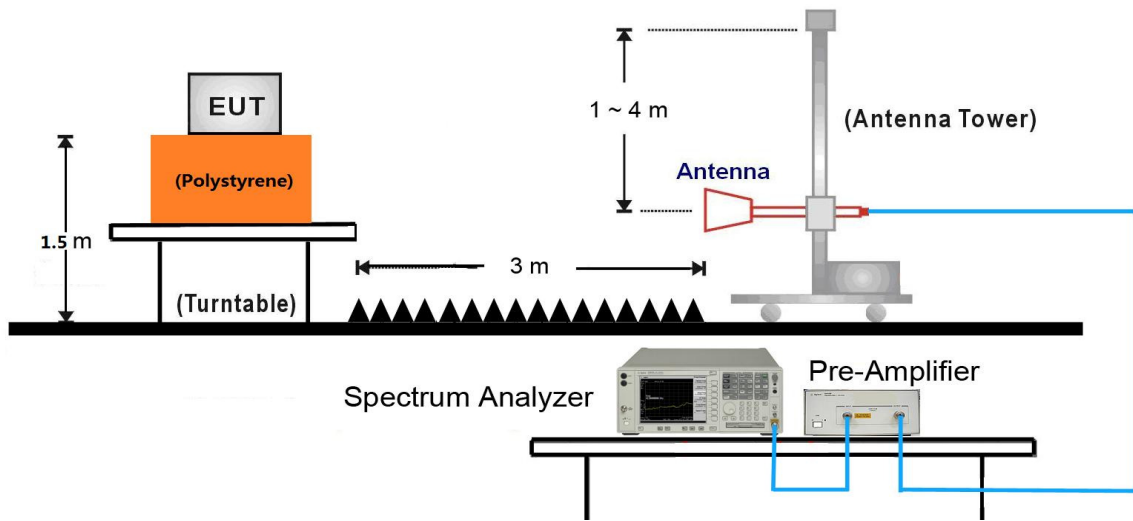 EUT
(Polystyrene)
1.5 m
(Turntable)
3 m
1 ~ 4 m
(Antenna Tower)
Antenna
Spectrum Analyzer
Pre-Amplifier